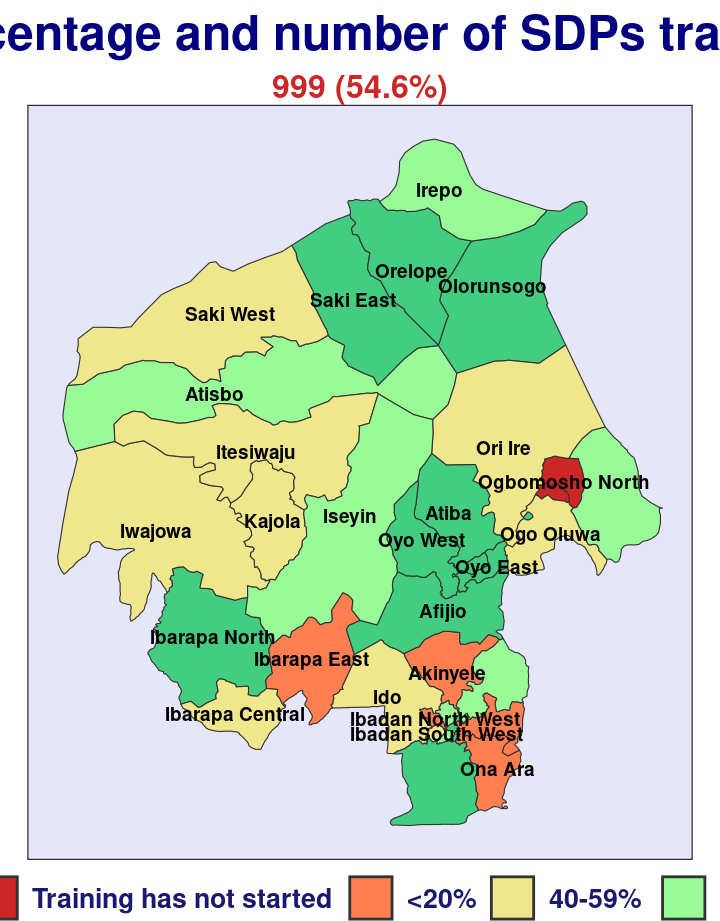 centage and number of SDPs tra
999 (54.6%)
Irepo
Orelope
Olorunsogo
Saki East
Saki West
Atisbo
Ori Ire
Itesiwaju
Ogbomosho North
Atiba
Iseyin
Kajola
Iwajowa
Ogo Oluwa
Oyo West
Oyo East
Afijio
Ibarapa North
Ibarapa East
Akinyele
Ido
Ibarapa Central
Ibadan North West
Ibadan South West
Ona Ara
Training has not started <20% 40-59%